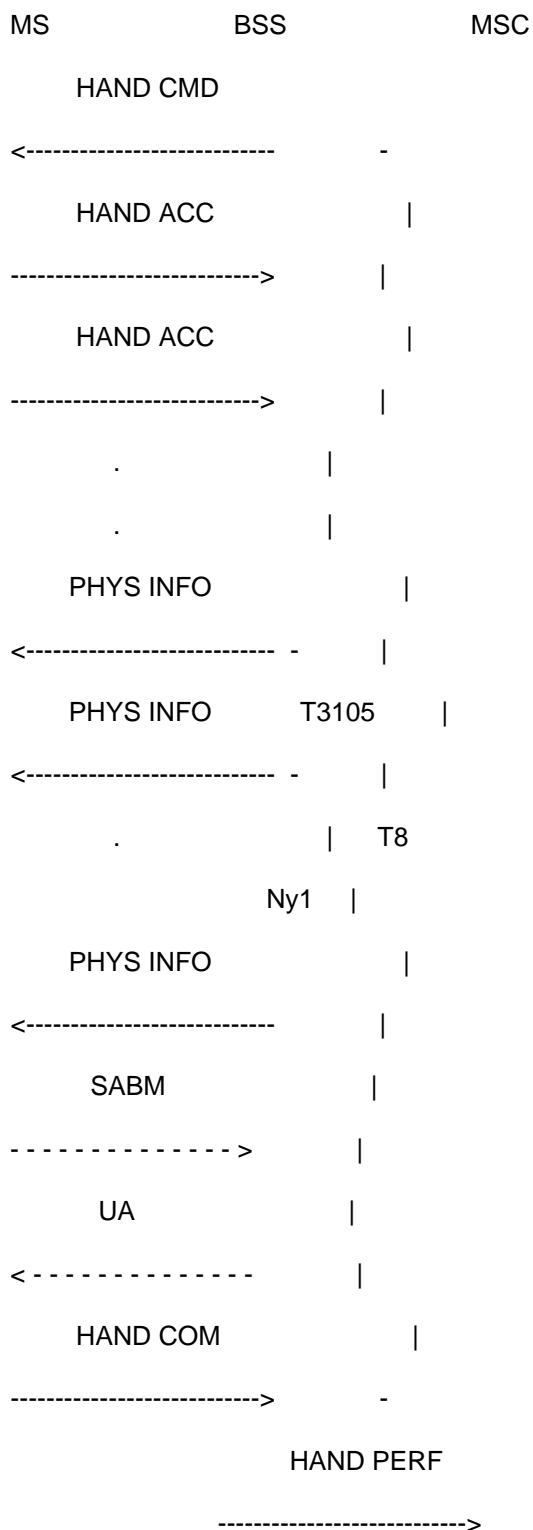 MS BSS MSC
HAND CMD
<---------------------------- -
HAND ACC |
----------------------------> |
HAND ACC |
----------------------------> |
. |
. |
PHYS INFO |
<---------------------------- - |
PHYS INFO T3105 |
<---------------------------- - |
. | T8
Ny1 |
PHYS INFO |
<---------------------------- |
SABM |
- - - - - - - - - - - - - - > |
UA |
< - - - - - - - - - - - - - - |
HAND COM |
----------------------------> -
HAND PERF
---------------------------->